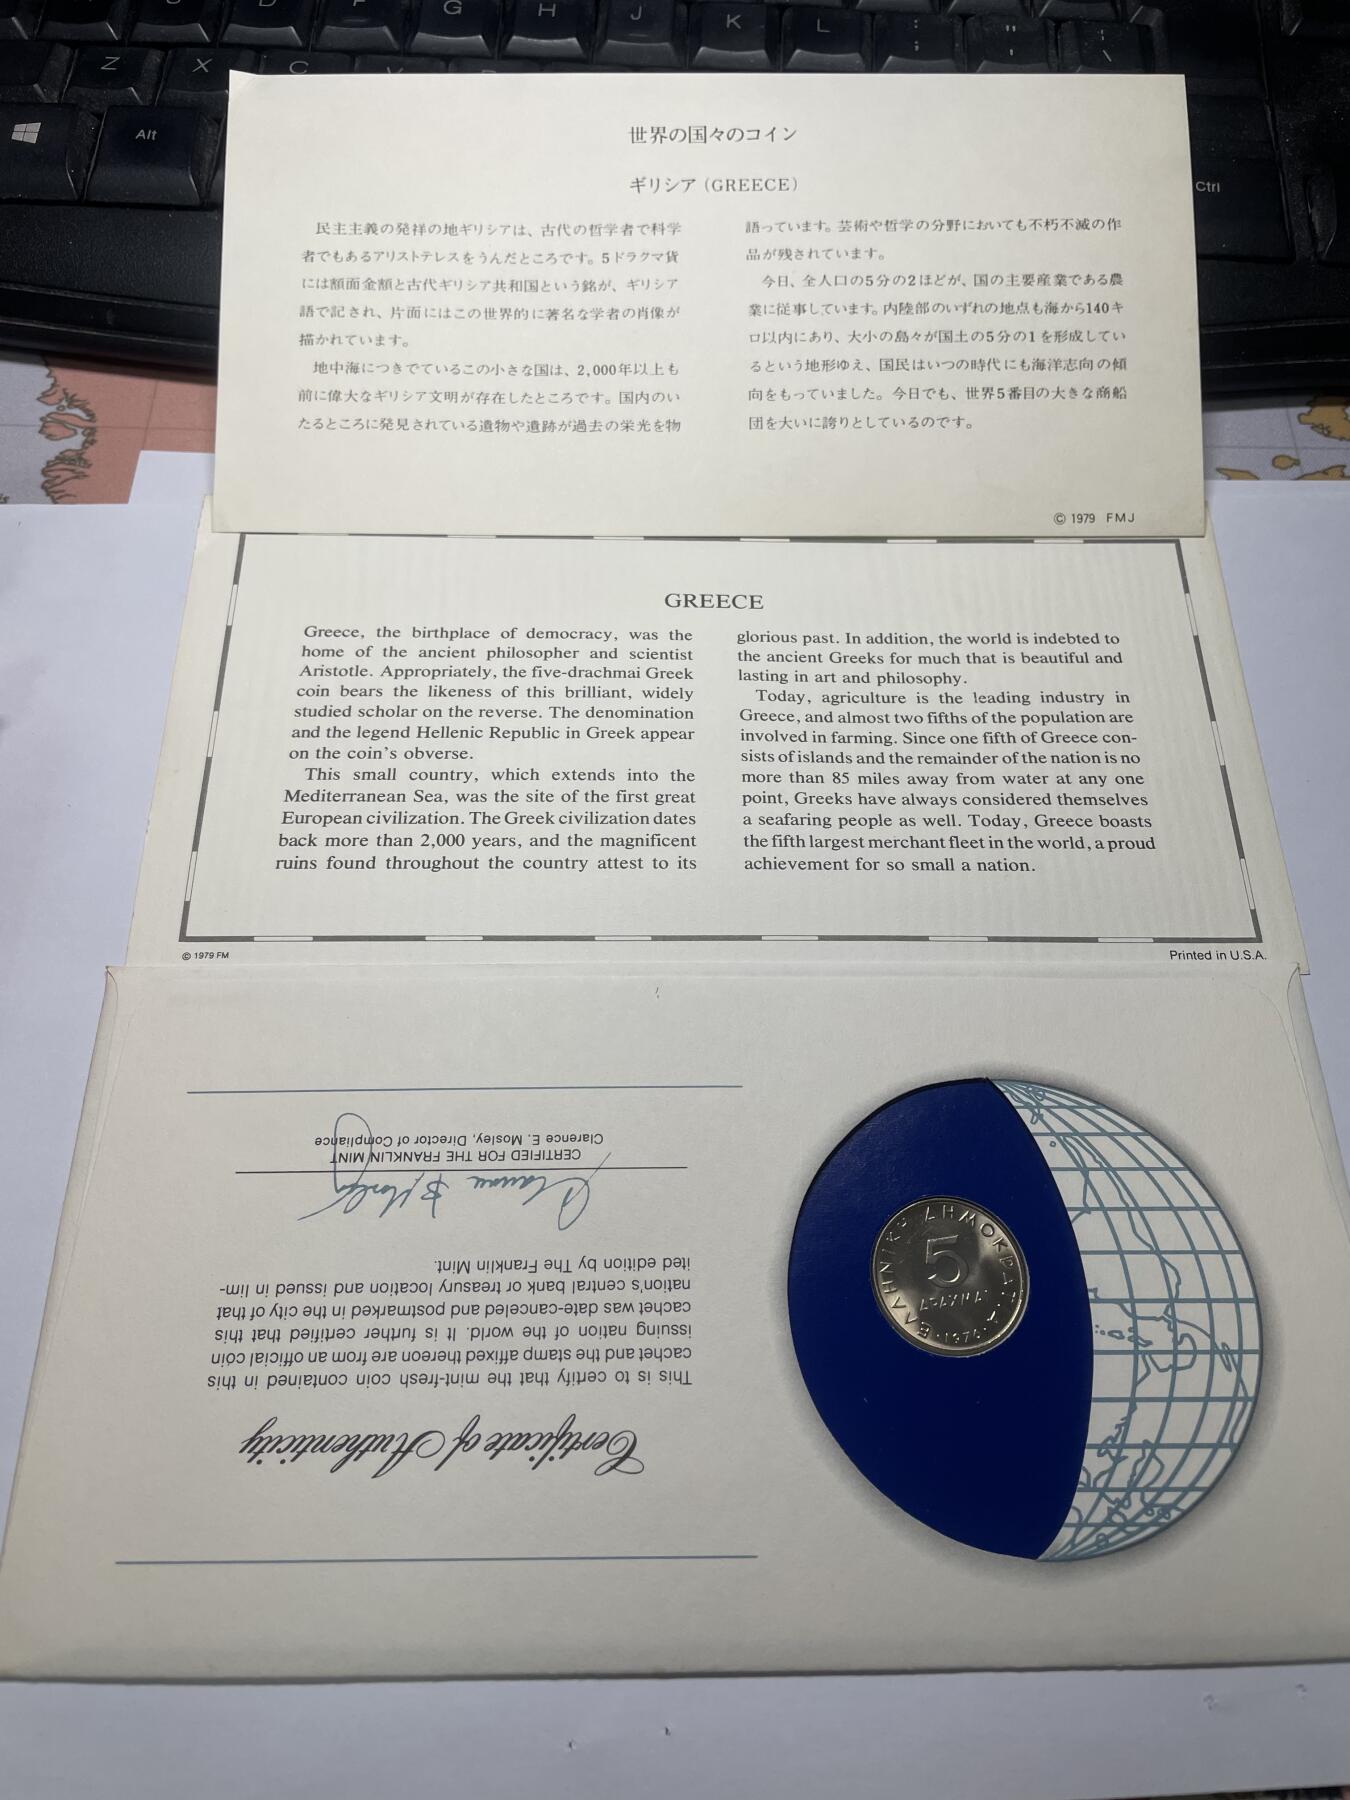 F
G
H
J
K
L
:
;
"
'
|
\
Z
X
C
Alt
Ctrl
世界の国々のコイン
ギリシア (GREECE)
民主主義の発祥の地ギリシアは、古代の哲学者で科学
者でもあるアリストテレスをうんだところです。5ドラクマ貨
には額面金額と古代ギリシア共和国という銘が、ギリシア
語で記され、片面にはこの世界的に著名な学者の肖像が
描かれています。
地中海につきでているこの小さな国は、2,000年以上も
前に偉大なギリシア文明が存在したところです。国内のい
たるところに発見されている遺物や遺跡が過去の栄光を物
語っています。芸術や哲学の分野においても不朽不滅の作
品が残されています。
今日、全人口の5分の2ほどが、国の主要産業である農
業に従事しています。内陸部のいずれの地点も海から140キ
ロ以内にあり、大小の島々が国土の5分の1を形成してい
るという地形ゆえ、国民はいつの時代にも海洋志向の傾
向をもっていました。今日でも、世界5番目の大きな商船
団を大いに誇りとしているのです。
© 1979 FMJ
GREECE
Greece, the birthplace of democracy, was the
home of the ancient philosopher and scientist
Aristotle. Appropriately, the five-drachmai Greek
coin bears the likeness of this brilliant, widely
studied scholar on the reverse. The denomination
and the legend Hellenic Republic in Greek appear
on the coin's obverse.
This small country, which extends into the
Mediterranean Sea, was the site of the first great
European civilization. The Greek civilization dates
back more than 2,000 years, and the magnificent
ruins found throughout the country attest to its
glorious past. In addition, the world is indebted to
the ancient Greeks for much that is beautiful and
lasting in art and philosophy.
Today, agriculture is the leading industry in
Greece, and almost two fifths of the population are
involved in farming. Since one fifth of Greece con-
sists of islands and the remainder of the nation is no
more than 85 miles away from water at any one
point, Greeks have always considered themselves
a seafaring people as well. Today, Greece boasts
the fifth largest merchant fleet in the world, a proud
achievement for so small a nation.
© 1979 FM
Printed in U.S.A.
Certificate of Authenticity
This is to certify that the mint-fresh coin contained in this
cachet and the stamp affixed thereon are from an official coin
issuing nation of the world. It is further certified that this
cachet was date-canceled and postmarked in the city of that
nation's central bank or treasury location and issued in lim-
ited edition by The Franklin Mint.
CERTIFIED FOR THE FRANKLIN MINT
Clarence E. Mosley, Director of Compliance
ΕΛΛΗΝΙΚΗ ΔΗΜΟΚΡΑΤΙΑ
5
ΔΡΑΧΜΑΙ